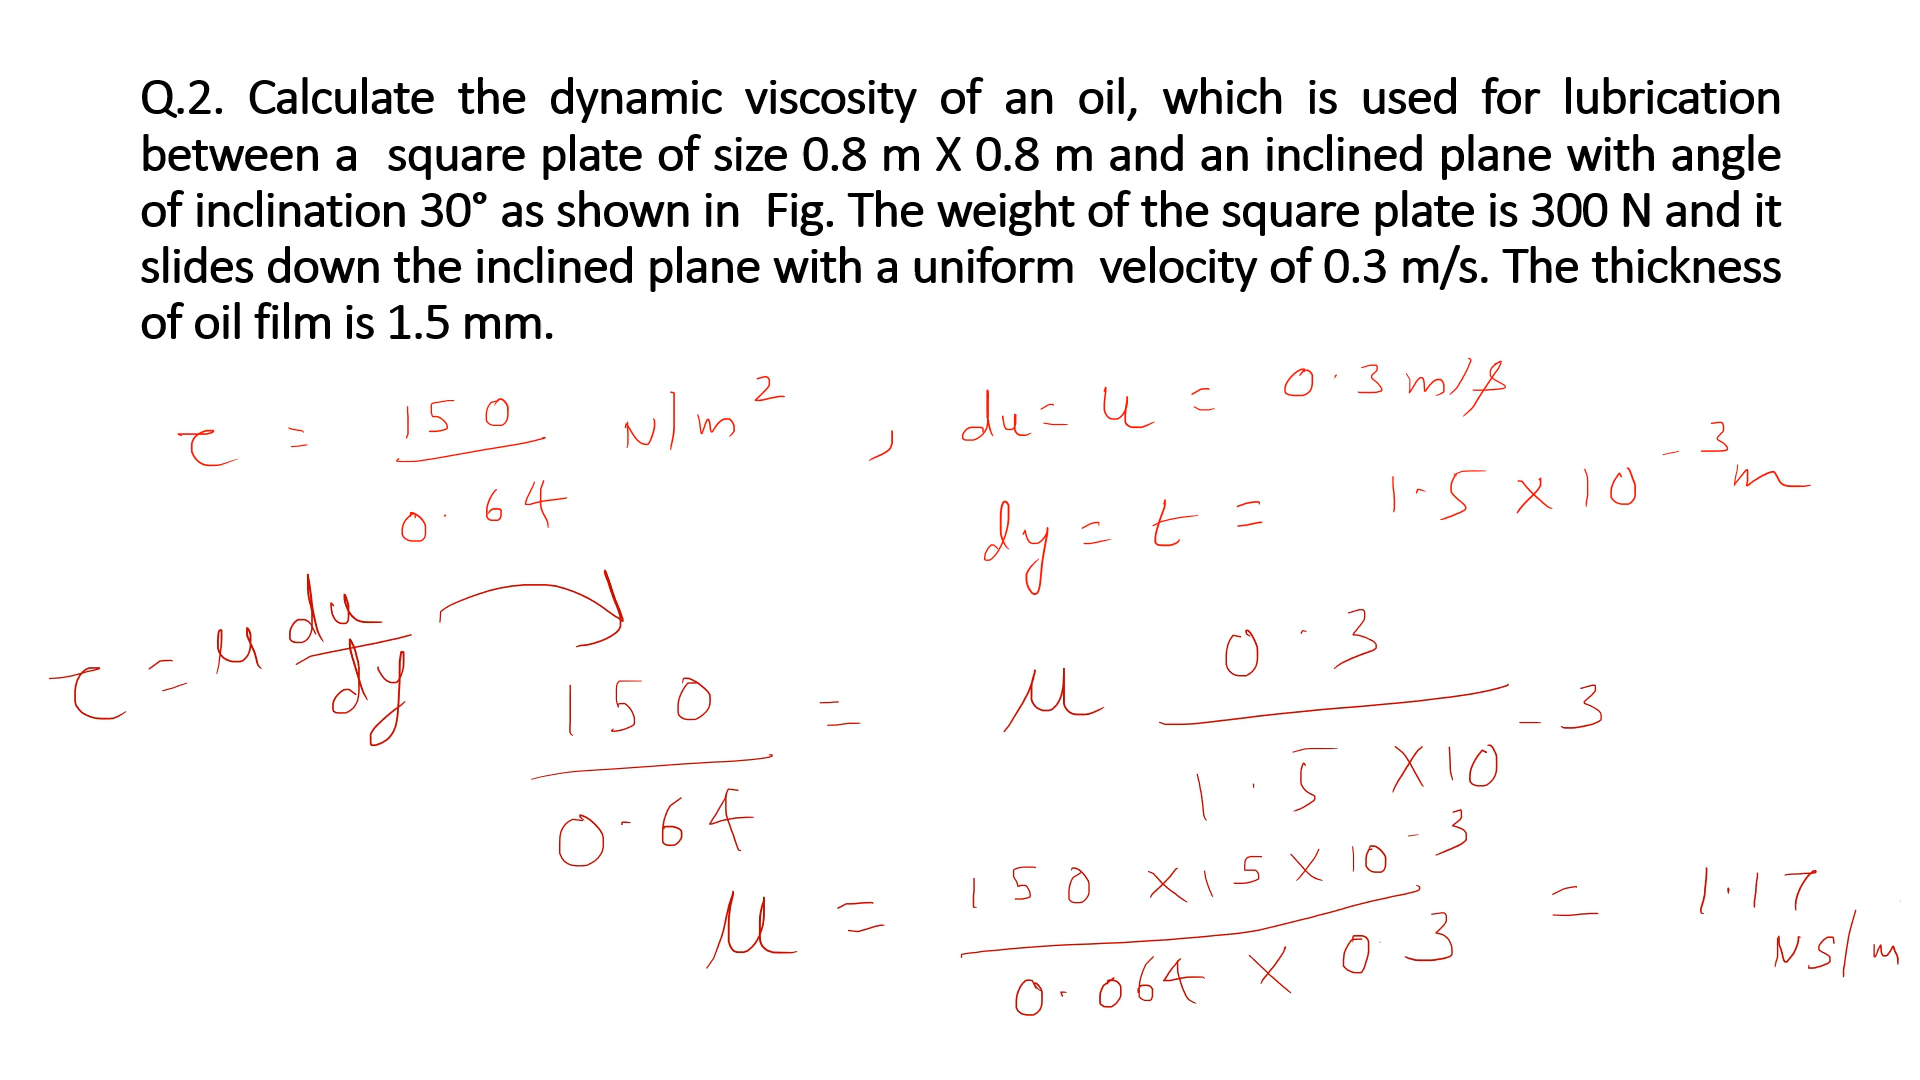 Q.2. Calculate the dynamic viscosity of an oil, which is used for lubrication
between a square plate of size 0.8 m X 0.8 m and an inclined plane with angle
of inclination 30° as shown in Fig. The weight of the square plate is 300 N and it
slides down the inclined plane with a uniform velocity of 0.3 m/s. The thickness
of oil film is 1.5 mm.
τ = 150 / 0.64 N/m² , du = u = 0.3 m/s
dy = t = 1.5 × 10⁻³ m
τ = μ du/dy
150 / 0.64 = μ 0.3 / 1.5 × 10⁻³
μ = 150 × 15 × 10⁻³ / 0.064 × 0.3 = 1.17
NS/m